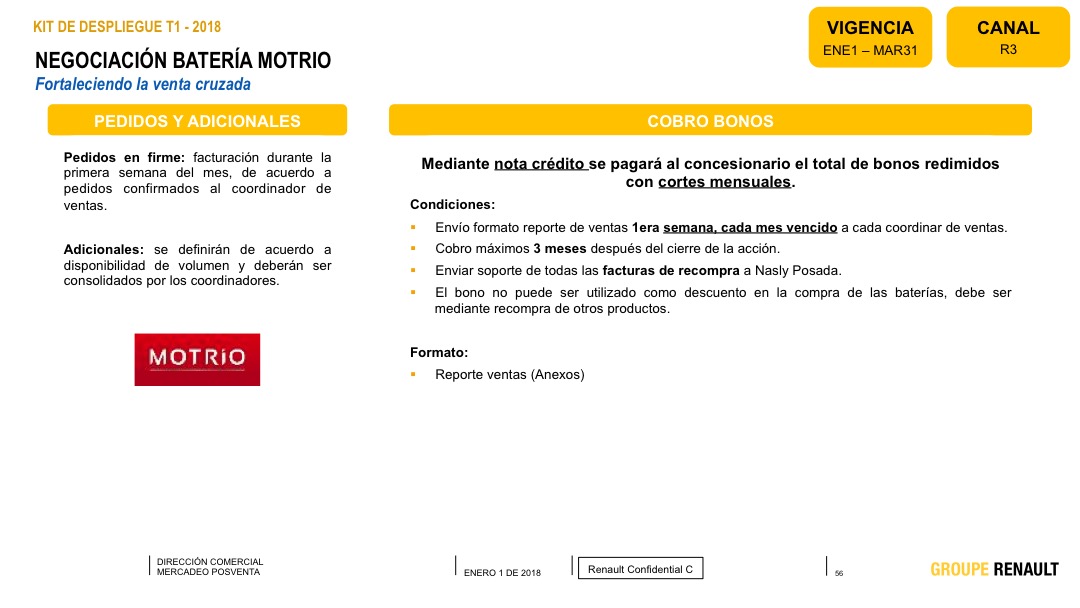 KIT DE DESPLIEGUE T1 - 2018
NEGOCIACIÓN BATERÍA MOTRIO
Fortaleciendo la venta cruzada
VIGENCIA
ENE1 – MAR31
CANAL
R3
PEDIDOS Y ADICIONALES
Pedidos en firme: facturación durante la
primera semana del mes, de acuerdo a
pedidos confirmados al coordinador de
ventas.
Adicionales: se definirán de acuerdo a
disponibilidad de volumen y deberán ser
consolidados por los coordinadores.
MOTRIO
COBRO BONOS
Mediante nota crédito se pagará al concesionario el total de bonos redimidos
con cortes mensuales.
Condiciones:
▪ Envío formato reporte de ventas 1era semana, cada mes vencido a cada coordinar de ventas.
▪ Cobro máximos 3 meses después del cierre de la acción.
▪ Enviar soporte de todas las facturas de recompra a Nasly Posada.
▪ El bono no puede ser utilizado como descuento en la compra de las baterías, debe ser
mediante recompra de otros productos.
Formato:
▪ Reporte ventas (Anexos)
DIRECCIÓN COMERCIAL
MERCADEO POSVENTA
ENERO 1 DE 2018
Renault Confidential C
56
GROUPE RENAULT